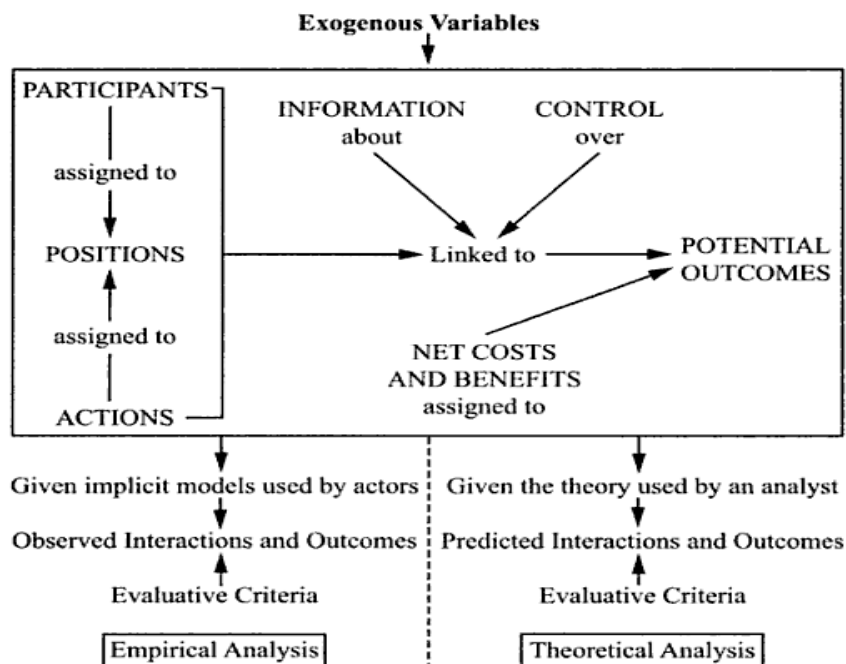 Exogenous Variables
PARTICIPANTS
INFORMATION
about
CONTROL
over
assigned to
POSITIONS
Linked to
POTENTIAL
OUTCOMES
assigned to
NET COSTS
AND BENEFITS
assigned to
ACTIONS
Given implicit models used by actors
Given the theory used by an analyst
Observed Interactions and Outcomes
Predicted Interactions and Outcomes
Evaluative Criteria
Evaluative Criteria
Empirical Analysis
Theoretical Analysis